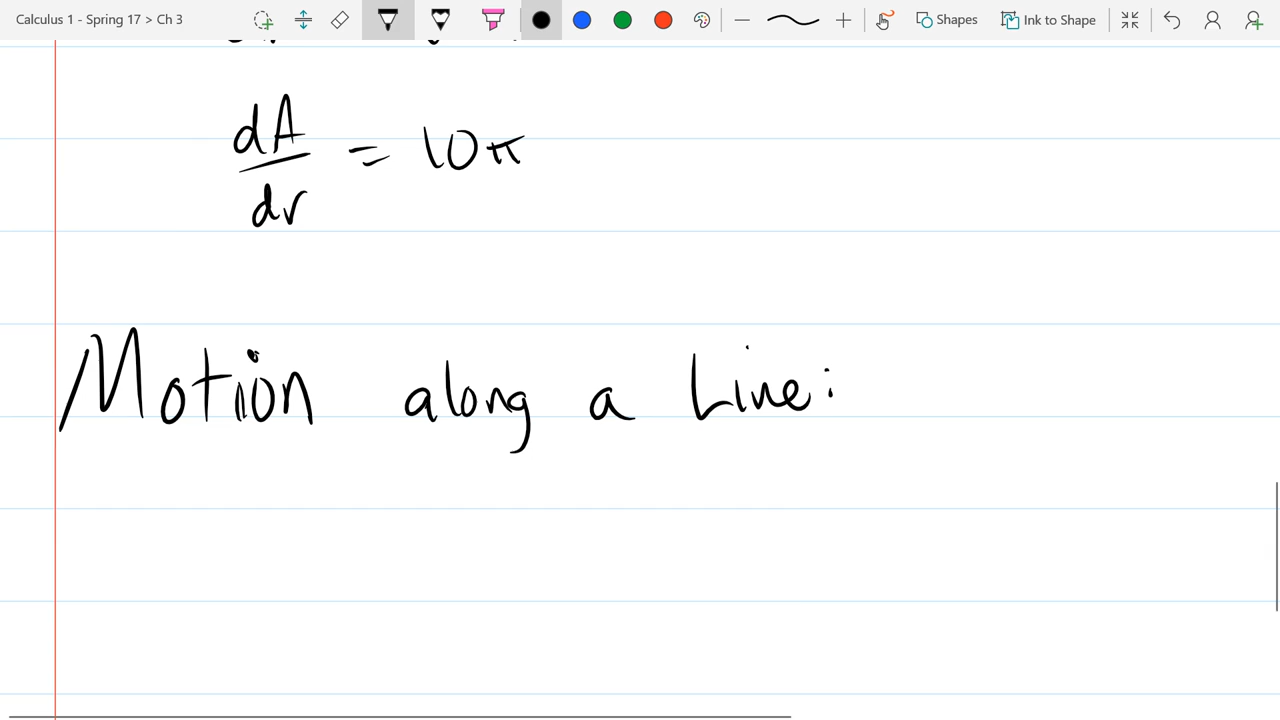 Calculus 1 - Spring 17 > Ch 3 Shapes Ink to Shape
dA/dr = 10π
Motion along a Line: